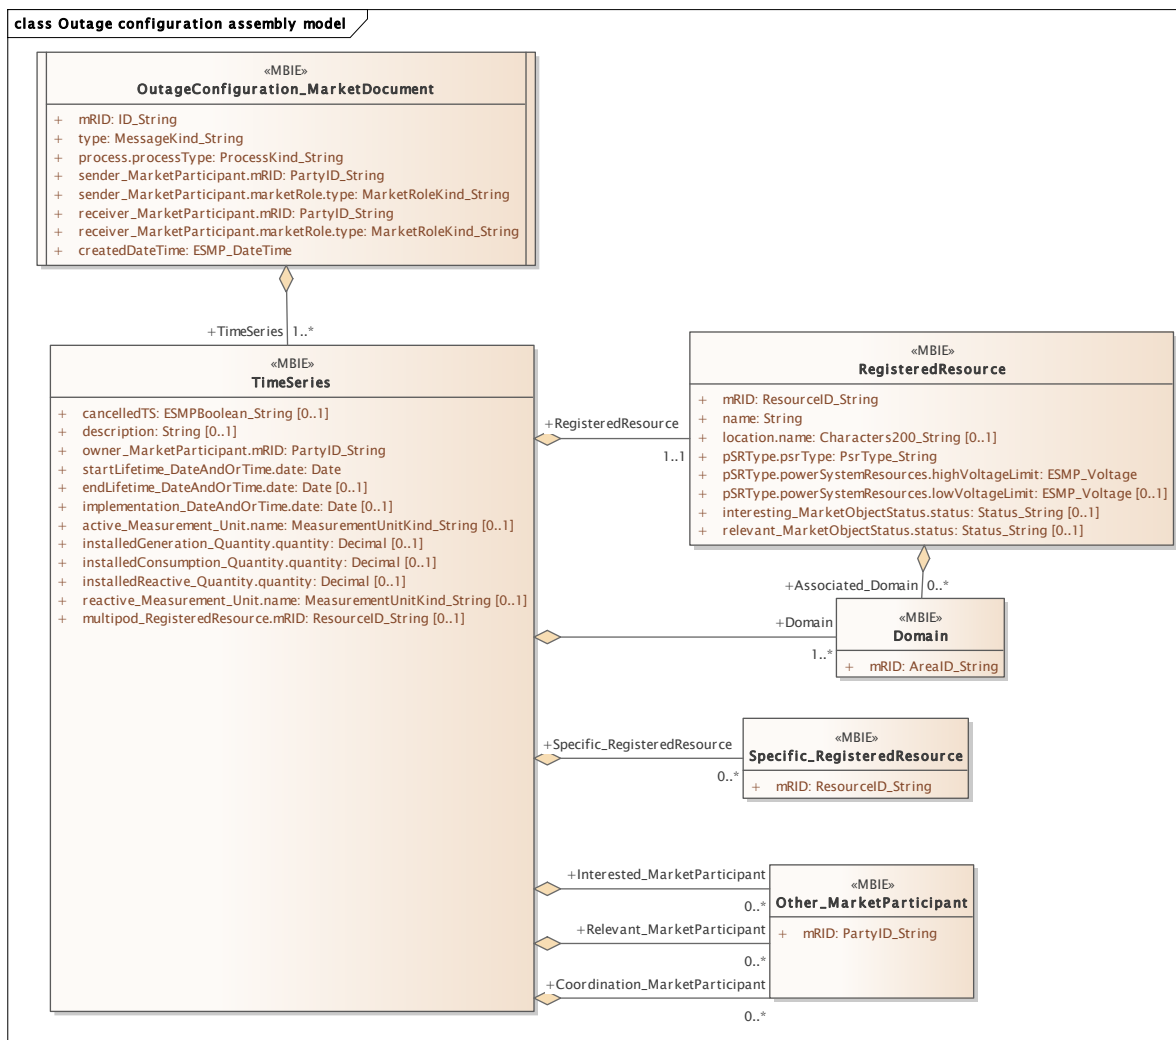 class Outage configuration assembly model
«MBIE»
OutageConfiguration_MarketDocument
+ mRID: ID_String
+ type: MessageKind_String
+ process.processType: ProcessKind_String
+ sender_MarketParticipant.mRID: PartyID_String
+ sender_MarketParticipant.marketRole.type: MarketRoleKind_String
+ receiver_MarketParticipant.mRID: PartyID_String
+ receiver_MarketParticipant.marketRole.type: MarketRoleKind_String
+ createdDateTime: ESMP_DateTime
+TimeSeries 1..*
«MBIE»
TimeSeries
+ cancelledTS: ESMPBoolean_String [0..1]
+ description: String [0..1]
+ owner_MarketParticipant.mRID: PartyID_String
+ startLifetime_DateAndOrTime.date: Date
+ endLifetime_DateAndOrTime.date: Date [0..1]
+ implementation_DateAndOrTime.date: Date [0..1]
+ active_Measurement_Unit.name: MeasurementUnitKind_String [0..1]
+ installedGeneration_Quantity.quantity: Decimal [0..1]
+ installedConsumption_Quantity.quantity: Decimal [0..1]
+ installedReactive_Quantity.quantity: Decimal [0..1]
+ reactive_Measurement_Unit.name: MeasurementUnitKind_String [0..1]
+ multipod_RegisteredResource.mRID: ResourceID_String [0..1]
+RegisteredResource
1..1
«MBIE»
RegisteredResource
+ mRID: ResourceID_String
+ name: String
+ location.name: Characters200_String [0..1]
+ pSRType.psrType: PsrType_String
+ pSRType.powerSystemResources.highVoltageLimit: ESMP_Voltage
+ pSRType.powerSystemResources.lowVoltageLimit: ESMP_Voltage [0..1]
+ interesting_MarketObjectStatus.status: Status_String [0..1]
+ relevant_MarketObjectStatus.status: Status_String [0..1]
+Associated_Domain 0..*
+Domain
1..*
«MBIE»
Domain
+ mRID: AreaID_String
+Specific_RegisteredResource
0..*
«MBIE»
Specific_RegisteredResource
+ mRID: ResourceID_String
+Interested_MarketParticipant
0..*
+Relevant_MarketParticipant
0..*
+Coordination_MarketParticipant
0..*
«MBIE»
Other_MarketParticipant
+ mRID: PartyID_String